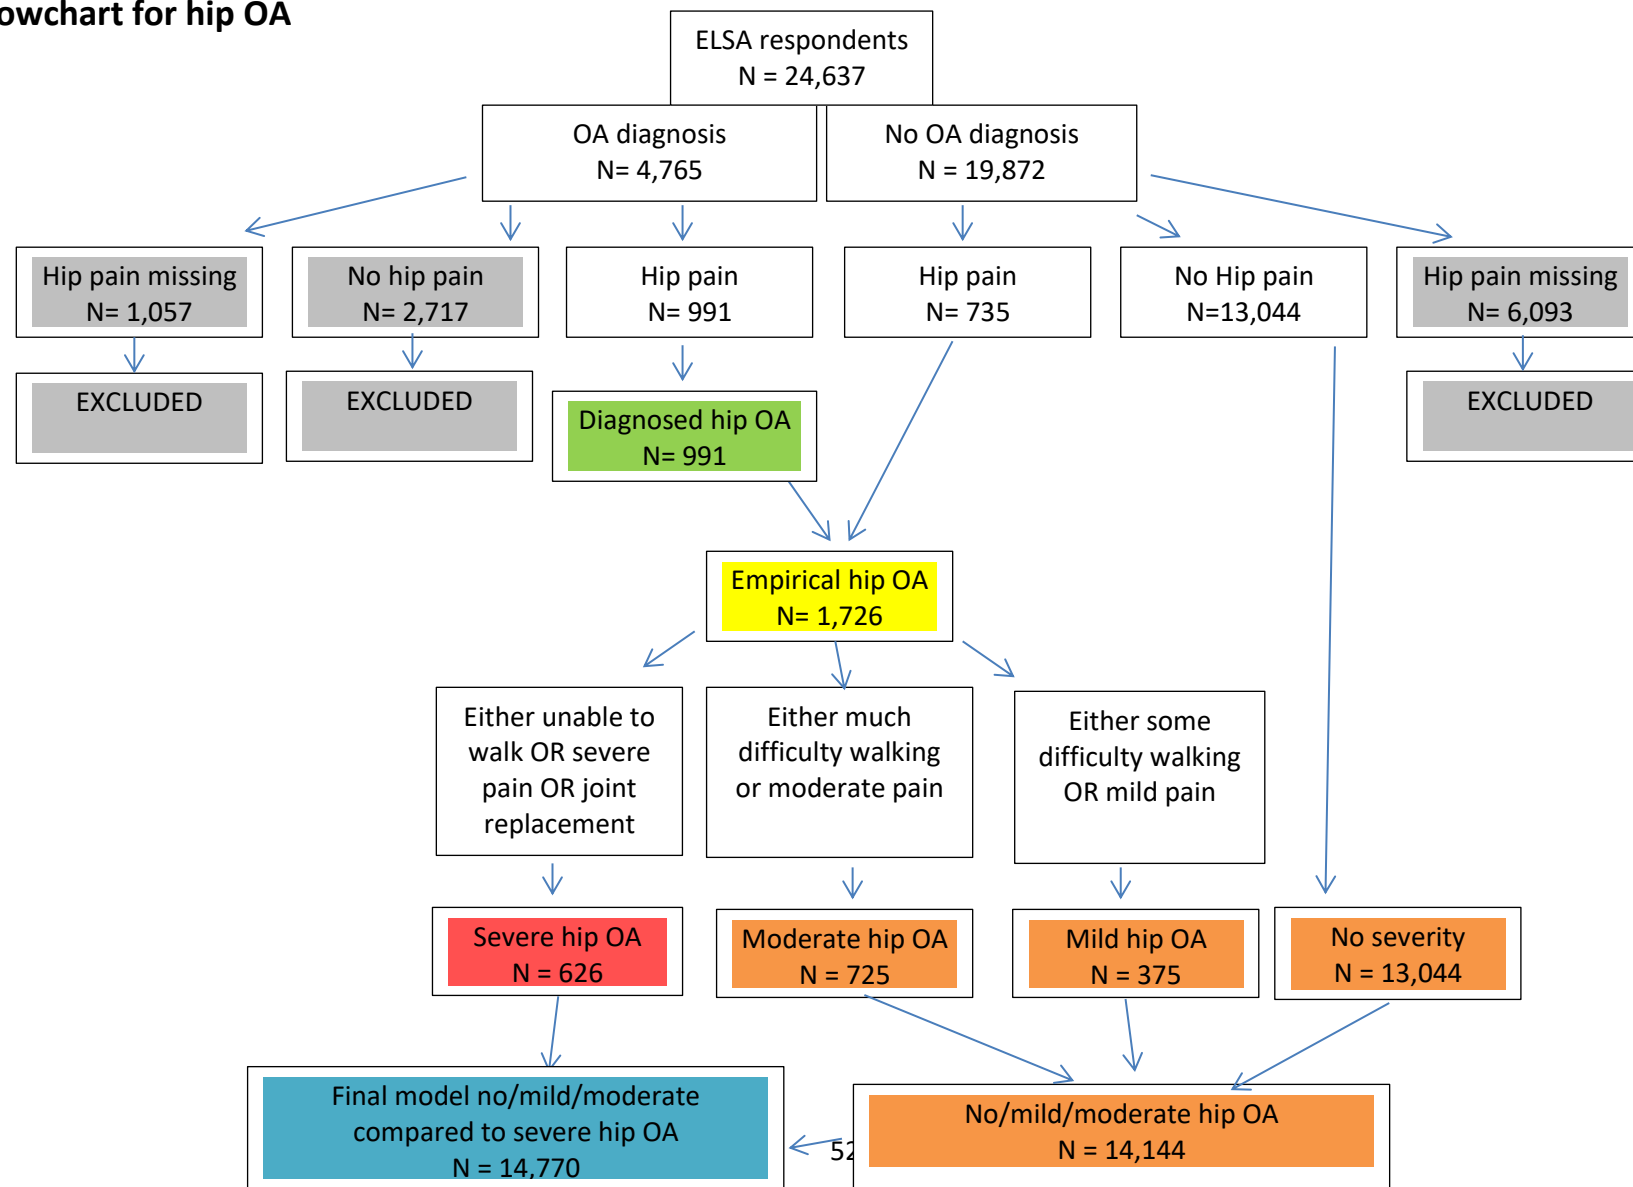 owchart for hip OA
ELSA respondents
N = 24,637
OA diagnosis
N= 4,765
No OA diagnosis
N = 19,872
Hip pain missing
N= 1,057
No hip pain
N= 2,717
Hip pain
N= 991
Hip pain
N= 735
No Hip pain
N=13,044
Hip pain missing
N= 6,093
EXCLUDED
EXCLUDED
EXCLUDED
Diagnosed hip OA
N= 991
Empirical hip OA
N= 1,726
Either unable to
walk OR severe
pain OR joint
replacement
Either much
difficulty walking
or moderate pain
Either some
difficulty walking
OR mild pain
Severe hip OA
N = 626
Moderate hip OA
N = 725
Mild hip OA
N = 375
No severity
N = 13,044
Final model no/mild/moderate
compared to severe hip OA
N = 14,770
52
No/mild/moderate hip OA
N = 14,144